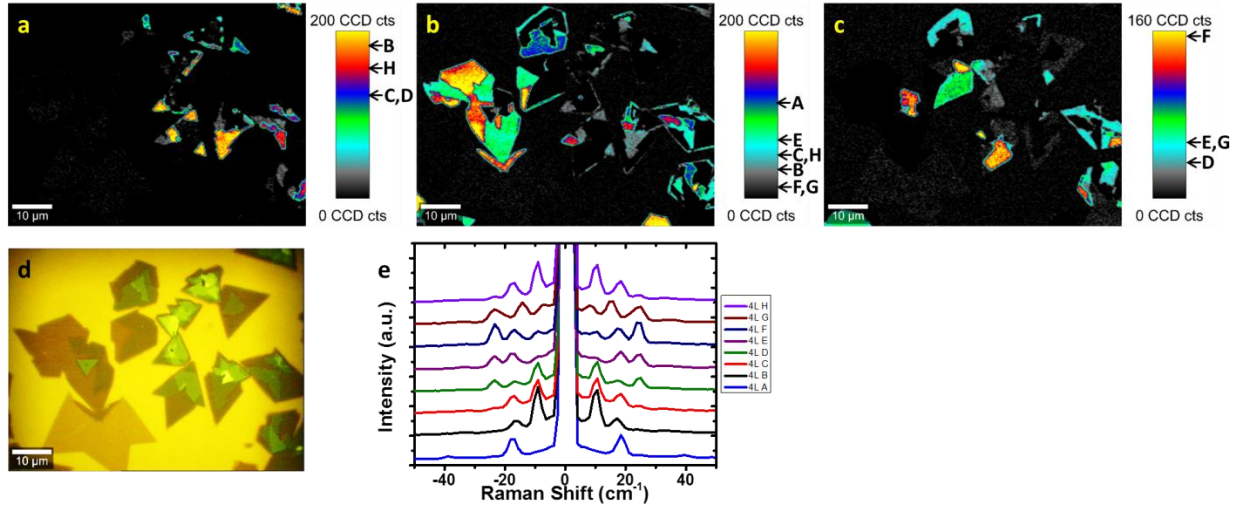 a
200 CCD cts
B
H
C,D
10 µm
0 CCD cts
b
200 CCD cts
A
E
C,H
B
F,G
10 µm
0 CCD cts
c
160 CCD cts
F
E,G
D
10 µm
0 CCD cts
d
10 µm
e
Intensity (a.u.)
4L H
4L G
4L F
4L E
4L D
4L C
4L B
4L A
-40
-20
0
20
40
Raman Shift (cm⁻¹)